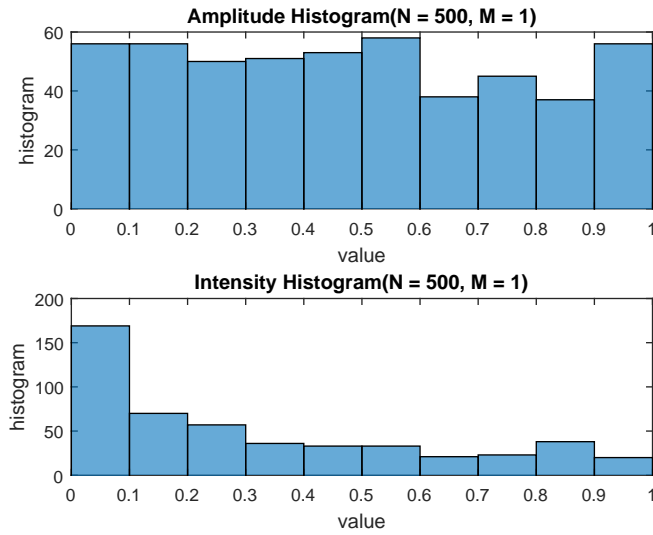 Amplitude Histogram(N = 500, M = 1)
60
40
20
0
histogram
0 0.1 0.2 0.3 0.4 0.5 0.6 0.7 0.8 0.9 1
value
Intensity Histogram(N = 500, M = 1)
200
150
100
50
0
histogram
0 0.1 0.2 0.3 0.4 0.5 0.6 0.7 0.8 0.9 1
value